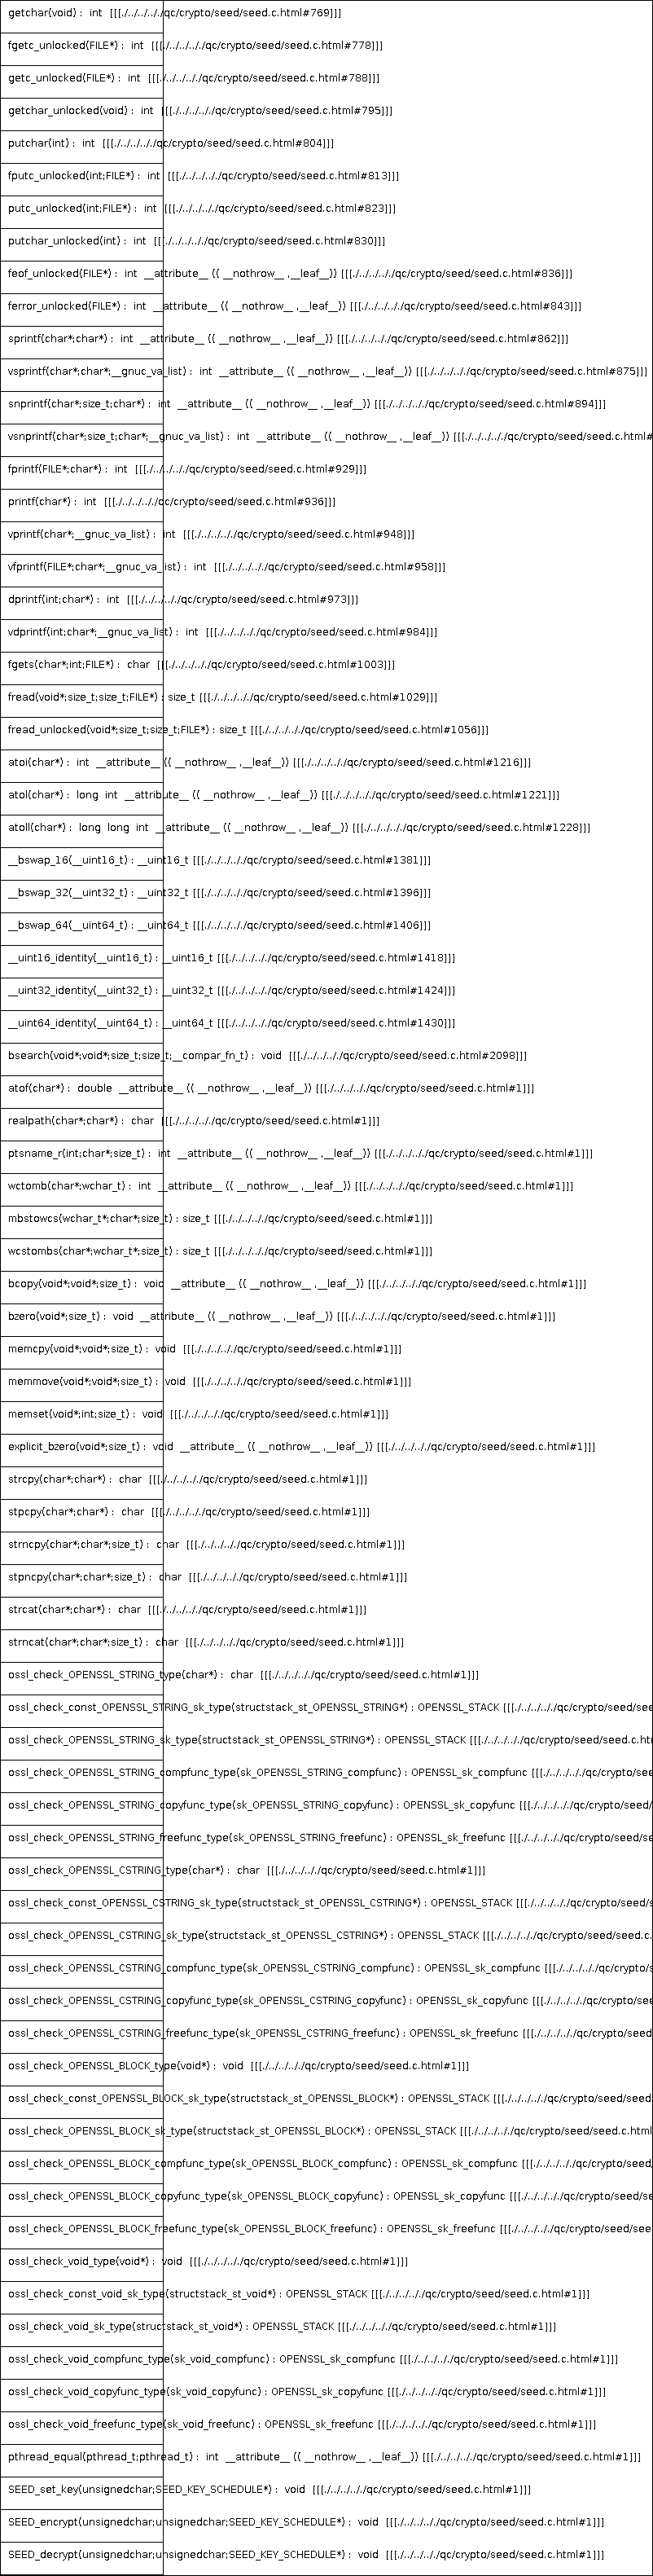 getchar(void) : int [[[./../../.././qc/crypto/seed/seed.c.html#769]]]
fgetc_unlocked(FILE*) : int [[[./../../../././qc/crypto/seed/seed.c.html#778]]]
getc_unlocked(FILE*) : int [[[./../../.././qc/crypto/seed/seed.c.html#788]]]
getchar_unlocked(void) : int [[[./../../.././qc/crypto/seed/seed.c.html#795]]]
putchar(int) : int [[[./../../.././qc/crypto/seed/seed.c.html#804]]]
fputc_unlocked(int;FILE*) : int [[[./../../.././qc/crypto/seed/seed.c.html#813]]]
putc_unlocked(int;FILE*) : int [[[./../../.././qc/crypto/seed/seed.c.html#823]]]
putchar_unlocked(int) : int [[[./../../.././qc/crypto/seed/seed.c.html#830]]]
feof_unlocked(FILE*) : int __attribute__ (( __nothrow__ ,__leaf__)) [[[./../../.././qc/crypto/seed/seed.c.html#836]]]
ferror_unlocked(FILE*) : int __attribute__ (( __nothrow__ ,__leaf__)) [[[./../../.././qc/crypto/seed/seed.c.html#843]]]
sprintf(char*;char*) : int __attribute__ (( __nothrow__ ,__leaf__)) [[[./../../.././qc/crypto/seed/seed.c.html#862]]]
vsprintf(char*;char*;__gnuc_va_list) : int __attribute__ (( __nothrow__ ,__leaf__)) [[[./../../.././qc/crypto/seed/seed.c.html#875]]]
snprintf(char*;size_t;char*) : int __attribute__ (( __nothrow__ ,__leaf__)) [[[./../../.././qc/crypto/seed/seed.c.html#894]]]
vsnprintf(char*;size_t;char*;__gnuc_va_list) : int __attribute__ (( __nothrow__ ,__leaf__)) [[[./../../.././qc/crypto/seed/seed.c.html#
fprintf(FILE*;char*) : int [[[./../../.././qc/crypto/seed/seed.c.html#929]]]
printf(char*) : int [[[./../../.././qc/crypto/seed/seed.c.html#936]]]
vprintf(char*;__gnuc_va_list) : int [[[./../../.././qc/crypto/seed/seed.c.html#948]]]
vfprintf(FILE*;char*;__gnuc_va_list) : int [[[./../../.././qc/crypto/seed/seed.c.html#958]]]
dprintf(int;char*) : int [[[./../../.././qc/crypto/seed/seed.c.html#973]]]
vdprintf(int;char*;__gnuc_va_list) : int [[[./../../.././qc/crypto/seed/seed.c.html#984]]]
fgets(char*;int;FILE*) : char [[[./../../.././qc/crypto/seed/seed.c.html#1003]]]
fread(void*;size_t;size_t;FILE*) : size_t [[[./../../.././qc/crypto/seed/seed.c.html#1029]]]
fread_unlocked(void*;size_t;size_t;FILE*) : size_t [[[./../../.././qc/crypto/seed/seed.c.html#1056]]]
atoi(char*) : int __attribute__ (( __nothrow__ ,__leaf__)) [[[./../../.././qc/crypto/seed/seed.c.html#1216]]]
atol(char*) : long int __attribute__ (( __nothrow__ ,__leaf__)) [[[./../../.././qc/crypto/seed/seed.c.html#1221]]]
atoll(char*) : long long int __attribute__ (( __nothrow__ ,__leaf__)) [[[./../../.././qc/crypto/seed/seed.c.html#1228]]]
__bswap_16(__uint16_t) : __uint16_t [[[./../../.././qc/crypto/seed/seed.c.html#1381]]]
__bswap_32(__uint32_t) : __uint32_t [[[./../../.././qc/crypto/seed/seed.c.html#1396]]]
__bswap_64(__uint64_t) : __uint64_t [[[./../../.././qc/crypto/seed/seed.c.html#1406]]]
__uint16_identity(__uint16_t) : __uint16_t [[[./../../.././qc/crypto/seed/seed.c.html#1418]]]
__uint32_identity(__uint32_t) : __uint32_t [[[./../../.././qc/crypto/seed/seed.c.html#1424]]]
__uint64_identity(__uint64_t) : __uint64_t [[[./../../.././qc/crypto/seed/seed.c.html#1430]]]
bsearch(void*;void*;size_t;size_t;__compar_fn_t) : void [[[./../../.././qc/crypto/seed/seed.c.html#2098]]]
atof(char*) : double __attribute__ (( __nothrow__ ,__leaf__)) [[[./../../.././qc/crypto/seed/seed.c.html#1]]]
realpath(char*;char*) : char [[[./../../.././qc/crypto/seed/seed.c.html#1]]]
ptsname_r(int;char*;size_t) : int __attribute__ (( __nothrow__ ,__leaf__)) [[[./../../.././qc/crypto/seed/seed.c.html#1]]]
wctomb(char*;wchar_t) : int __attribute__ (( __nothrow__ ,__leaf__)) [[[./../../.././qc/crypto/seed/seed.c.html#1]]]
mbstowcs(wchar_t*;char*;size_t) : size_t [[[./../../.././qc/crypto/seed/seed.c.html#1]]]
wcstombs(char*;wchar_t*;size_t) : size_t [[[./../../.././qc/crypto/seed/seed.c.html#1]]]
bcopy(void*;void*;size_t) : void __attribute__ (( __nothrow__ ,__leaf__)) [[[./../../.././qc/crypto/seed/seed.c.html#1]]]
bzero(void*;size_t) : void __attribute__ (( __nothrow__ ,__leaf__)) [[[./../../.././qc/crypto/seed/seed.c.html#1]]]
memcpy(void*;void*;size_t) : void [[[./../../.././qc/crypto/seed/seed.c.html#1]]]
memmove(void*;void*;size_t) : void [[[./../../.././qc/crypto/seed/seed.c.html#1]]]
memset(void*;int;size_t) : void [[[./../../.././qc/crypto/seed/seed.c.html#1]]]
explicit_bzero(void*;size_t) : void __attribute__ (( __nothrow__ ,__leaf__)) [[[./../../.././qc/crypto/seed/seed.c.html#1]]]
strcpy(char*;char*) : char [[[./../../.././qc/crypto/seed/seed.c.html#1]]]
stpcpy(char*;char*) : char [[[./../../.././qc/crypto/seed/seed.c.html#1]]]
strncpy(char*;char*;size_t) : char [[[./../../.././qc/crypto/seed/seed.c.html#1]]]
stpncpy(char*;char*;size_t) : char [[[./../../.././qc/crypto/seed/seed.c.html#1]]]
strcat(char*;char*) : char [[[./../../.././qc/crypto/seed/seed.c.html#1]]]
strncat(char*;char*;size_t) : char [[[./../../.././qc/crypto/seed/seed.c.html#1]]]
ossl_check_OPENSSL_STRING_type(char*) : char [[[./../../.././qc/crypto/seed/seed.c.html#1]]]
ossl_check_const_OPENSSL_STRING_sk_type(structstack_st_OPENSSL_STRING*) : OPENSSL_STACK [[[./../../.././qc/crypto/seed/see
ossl_check_OPENSSL_STRING_sk_type(structstack_st_OPENSSL_STRING*) : OPENSSL_STACK [[[./../../.././qc/crypto/seed/seed.c.ht
ossl_check_OPENSSL_STRING_compfunc_type(sk_OPENSSL_STRING_compfunc) : OPENSSL_sk_compfunc [[[./../../.././qc/crypto/see
ossl_check_OPENSSL_STRING_copyfunc_type(sk_OPENSSL_STRING_copyfunc) : OPENSSL_sk_copyfunc [[[./../../.././qc/crypto/seed/
ossl_check_OPENSSL_STRING_freefunc_type(sk_OPENSSL_STRING_freefunc) : OPENSSL_sk_freefunc [[[./../../.././qc/crypto/seed/se
ossl_check_OPENSSL_CSTRING_type(char*) : char [[[./../../.././qc/crypto/seed/seed.c.html#1]]]
ossl_check_const_OPENSSL_CSTRING_sk_type(structstack_st_OPENSSL_CSTRING*) : OPENSSL_STACK [[[./../../.././qc/crypto/seed/s
ossl_check_OPENSSL_CSTRING_sk_type(structstack_st_OPENSSL_CSTRING*) : OPENSSL_STACK [[[./../../.././qc/crypto/seed/seed.c.
ossl_check_OPENSSL_CSTRING_compfunc_type(sk_OPENSSL_CSTRING_compfunc) : OPENSSL_sk_compfunc [[[./../../.././qc/crypto/s
ossl_check_OPENSSL_CSTRING_copyfunc_type(sk_OPENSSL_CSTRING_copyfunc) : OPENSSL_sk_copyfunc [[[./../../.././qc/crypto/see
ossl_check_OPENSSL_CSTRING_freefunc_type(sk_OPENSSL_CSTRING_freefunc) : OPENSSL_sk_freefunc [[[./../../.././qc/crypto/seed
ossl_check_OPENSSL_BLOCK_type(void*) : void [[[./../../.././qc/crypto/seed/seed.c.html#1]]]
ossl_check_const_OPENSSL_BLOCK_sk_type(structstack_st_OPENSSL_BLOCK*) : OPENSSL_STACK [[[./../../.././qc/crypto/seed/seed
ossl_check_OPENSSL_BLOCK_sk_type(structstack_st_OPENSSL_BLOCK*) : OPENSSL_STACK [[[./../../.././qc/crypto/seed/seed.c.html
ossl_check_OPENSSL_BLOCK_compfunc_type(sk_OPENSSL_BLOCK_compfunc) : OPENSSL_sk_compfunc [[[./../../.././qc/crypto/seed,
ossl_check_OPENSSL_BLOCK_copyfunc_type(sk_OPENSSL_BLOCK_copyfunc) : OPENSSL_sk_copyfunc [[[./../../.././qc/crypto/seed/se
ossl_check_OPENSSL_BLOCK_freefunc_type(sk_OPENSSL_BLOCK_freefunc) : OPENSSL_sk_freefunc [[[./../../.././qc/crypto/seed/see
ossl_check_void_type(void*) : void [[[./../../.././qc/crypto/seed/seed.c.html#1]]]
ossl_check_const_void_sk_type(structstack_st_void*) : OPENSSL_STACK [[[./../../.././qc/crypto/seed/seed.c.html#1]]]
ossl_check_void_sk_type(structstack_st_void*) : OPENSSL_STACK [[[./../../.././qc/crypto/seed/seed.c.html#1]]]
ossl_check_void_compfunc_type(sk_void_compfunc) : OPENSSL_sk_compfunc [[[./../../.././qc/crypto/seed/seed.c.html#1]]]
ossl_check_void_copyfunc_type(sk_void_copyfunc) : OPENSSL_sk_copyfunc [[[./../../.././qc/crypto/seed/seed.c.html#1]]]
ossl_check_void_freefunc_type(sk_void_freefunc) : OPENSSL_sk_freefunc [[[./../../.././qc/crypto/seed/seed.c.html#1]]]
pthread_equal(pthread_t;pthread_t) : int __attribute__ (( __nothrow__ ,__leaf__)) [[[./../../.././qc/crypto/seed/seed.c.html#1]]]
SEED_set_key(unsignedchar;SEED_KEY_SCHEDULE*) : void [[[./../../.././qc/crypto/seed/seed.c.html#1]]]
SEED_encrypt(unsignedchar;unsignedchar;SEED_KEY_SCHEDULE*) : void [[[./../../.././qc/crypto/seed/seed.c.html#1]]]
SEED_decrypt(unsignedchar;unsignedchar;SEED_KEY_SCHEDULE*) : void [[[./../../.././qc/crypto/seed/seed.c.html#1]]]